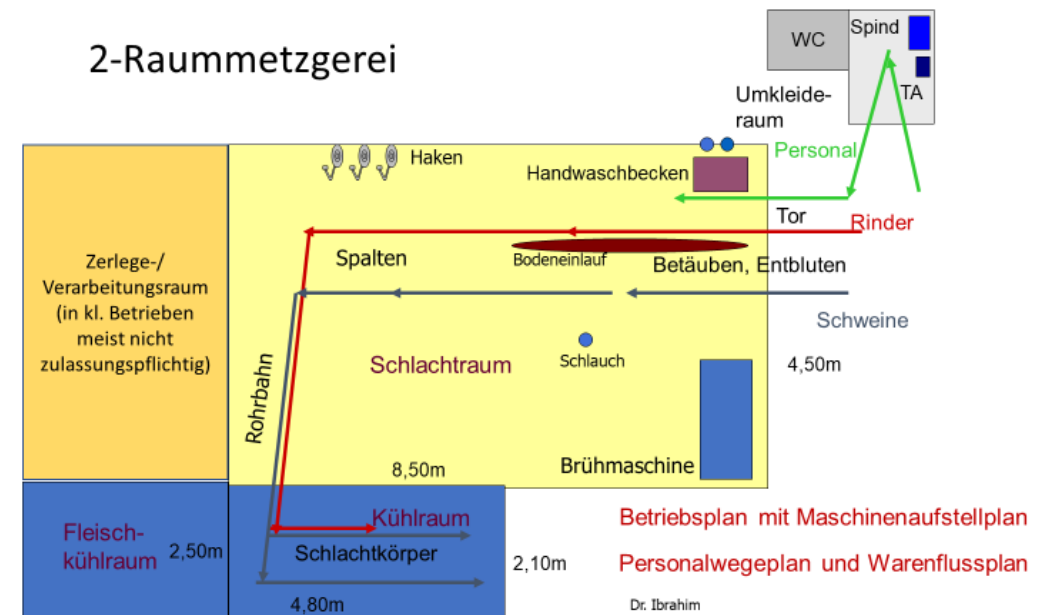 2-Raummetzgerei
WC
Spind
TA
Umkleide-
raum
Personal
Haken
Handwaschbecken
Tor
Rinder
Spalten
Bodeneinlauf
Betäuben, Entbluten
Schweine
Zerlege-/
Verarbeitungsraum
(in kl. Betrieben
meist nicht
zulassungspflichtig)
Schlauch
Schlachtraum
4,50m
Rohrbahn
8,50m
Brühmaschine
Fleisch-
kühlraum
2,50m
Kühlraum
Schlachtkörper
4,80m
2,10m
Betriebsplan mit Maschinenaufstellplan
Personalwegeplan und Warenflussplan
Dr. Ibrahim